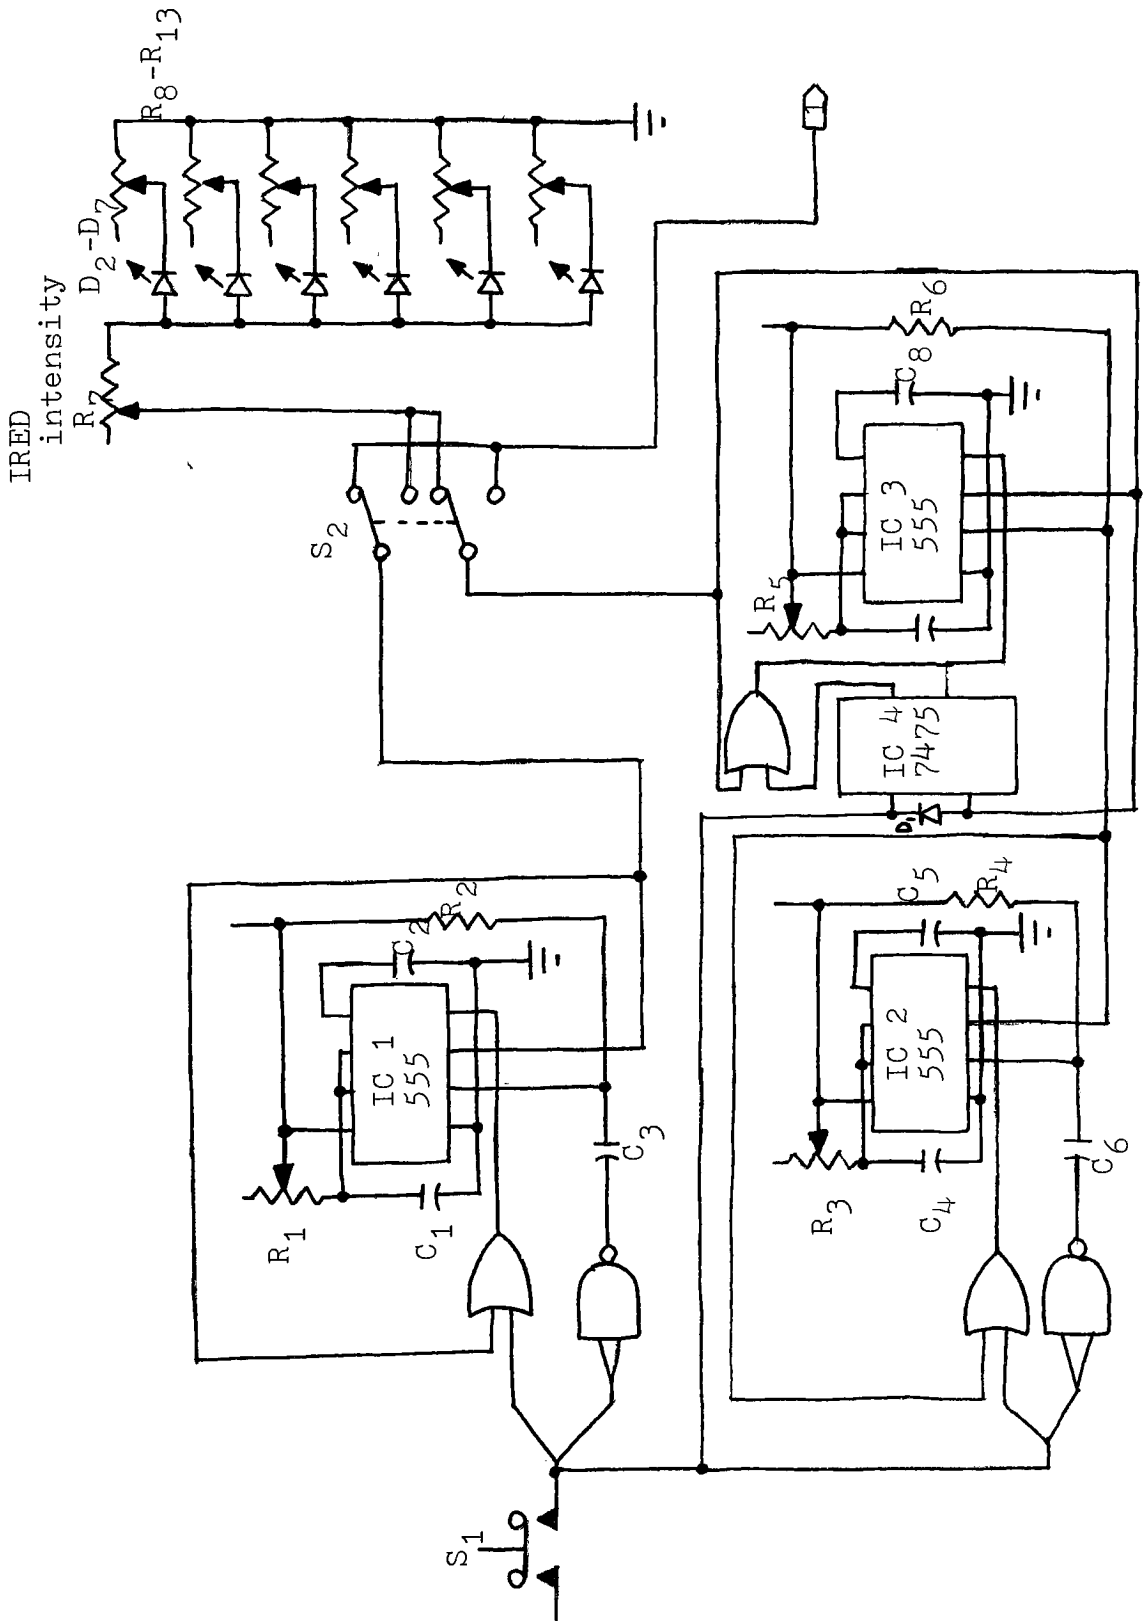 S1
R1
C1
IC 1
555
C2
R2
C3
S2
IRED
intensity
R7
D2-D7
R8-R13
1
R3
C4
IC 2
555
C5
R4
C6
D1
IC 4
7475
R5
IC 3
555
C8
R6